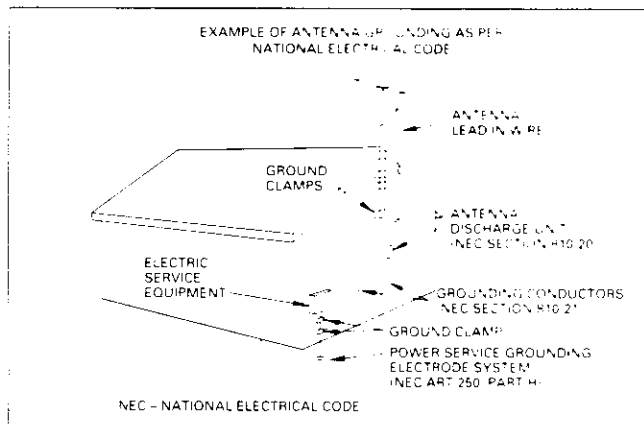 EXAMPLE OF ANTENNA GROUNDING AS PER
NATIONAL ELECTRICAL CODE
ANTENNA
LEAD IN WIRE
GROUND
CLAMPS
ANTENNA
DISCHARGE UNIT
(NEC SECTION 810-20)
ELECTRIC
SERVICE
EQUIPMENT
GROUNDING CONDUCTORS
(NEC SECTION 810-21)
GROUND CLAMP
POWER SERVICE GROUNDING
ELECTRODE SYSTEM
(NEC ART 250, PART H)
NEC – NATIONAL ELECTRICAL CODE